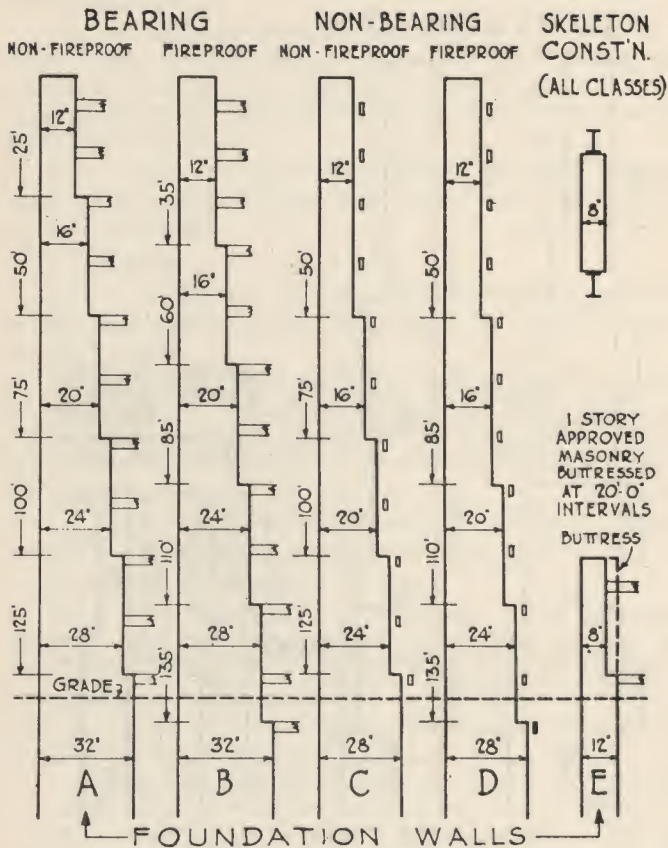 BEARING
NON-FIREPROOF FIREPROOF
NON-BEARING
NON-FIREPROOF FIREPROOF
SKELETON
CONST'N.
(ALL CLASSES)
12"
25'
16"
50'
20"
75'
24"
100'
28"
125'
GRADE
32"
A
12"
35'
16"
60'
20"
85'
24"
110'
28"
135'
32"
B
12"
50'
16"
75'
20"
100'
24"
125'
28"
C
12"
50'
16"
85'
20"
110'
24"
135'
28"
D
8"
1 STORY
APPROVED
MASONRY
BUTTRESSED
AT 20'-0"
INTERVALS
BUTTRESS
8"
12"
E
FOUNDATION WALLS